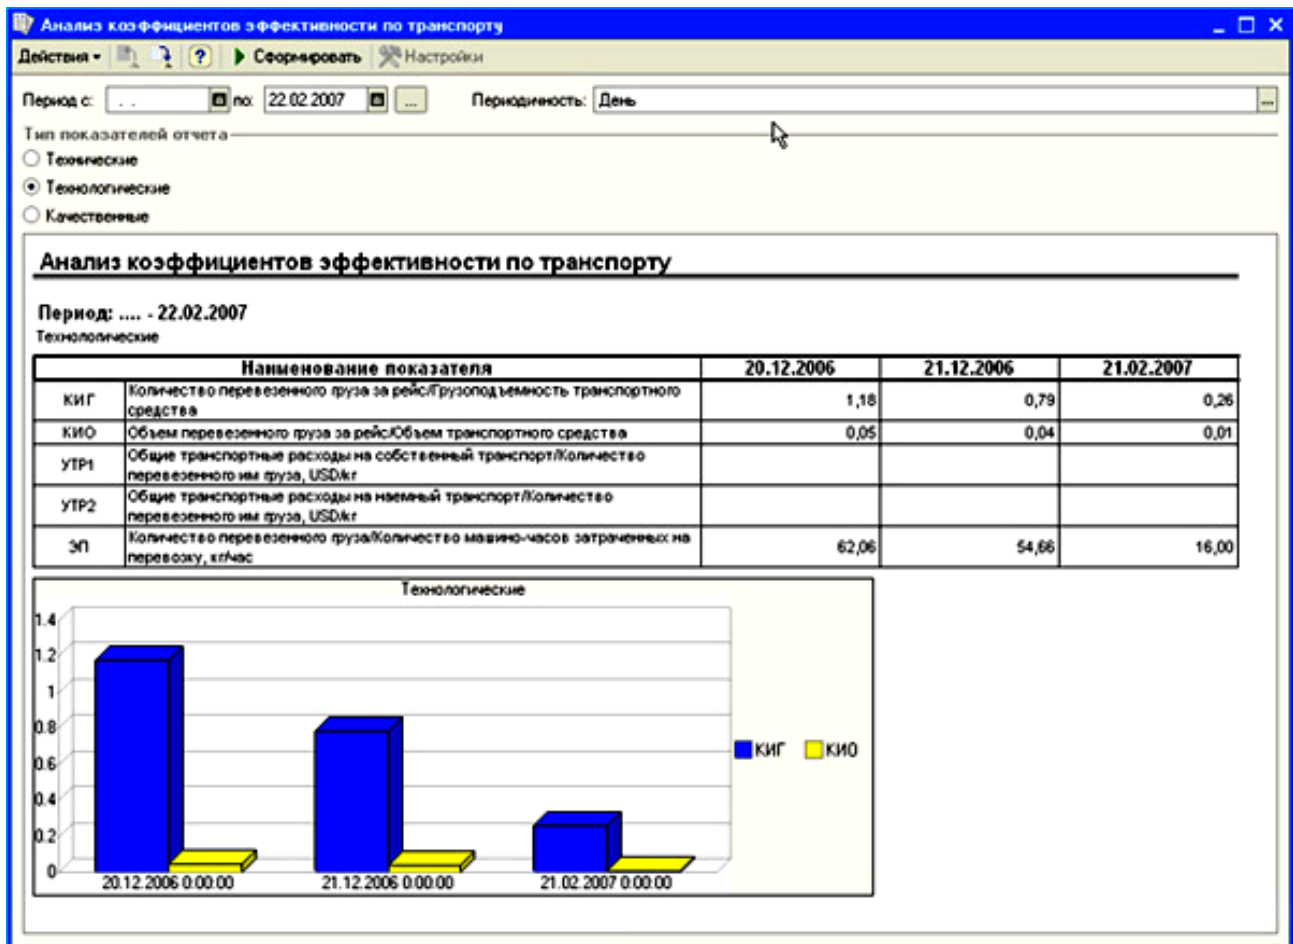 Анализ коэффициентов эффективности по транспорту
Действия ? Сформировать Настройки
Период с: . . по: 22.02.2007 ... Периодичность: День ...
Тип показателей отчета
Технические
Технологические
Качественные
Анализ коэффициентов эффективности по транспорту
Период: .... - 22.02.2007
Технологические
Наименование показателя 20.12.2006 21.12.2006 21.02.2007
КИГ Количество перевезенного груза за рейс/Грузоподъемность транспортного
средства 1,18 0,79 0,26
КИО Объем перевезенного груза за рейс/Объем транспортного средства 0,05 0,04 0,01
УТР1 Общие транспортные расходы на собственный транспорт/Количество
перевезенного им груза, USD/кг
УТР2 Общие транспортные расходы на наемный транспорт/Количество
перевезенного им груза, USD/кг
ЭП Количество перевезенного груза/Количество машино-часов затраченных на
перевозку, кг/час 62,06 54,66 16,00
Технологические
1.4
1.2
1
0.8
0.6
0.4
0.2
0
КИГ КИО
20.12.2006 0:00:00 21.12.2006 0:00:00 21.02.2007 0:00:00